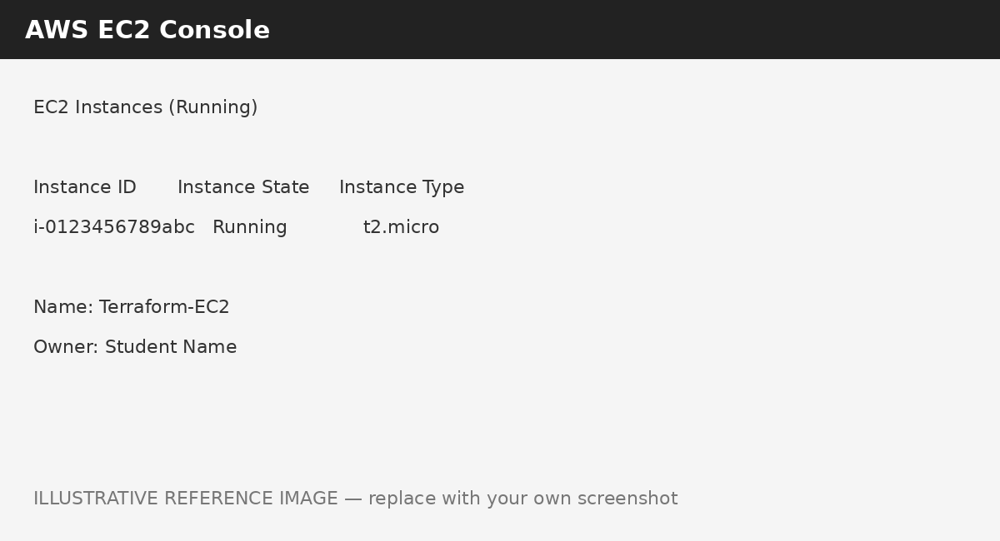 AWS EC2 Console
EC2 Instances (Running)
Instance ID Instance State Instance Type
i-0123456789abc Running t2.micro
Name: Terraform-EC2
Owner: Student Name
ILLUSTRATIVE REFERENCE IMAGE — replace with your own screenshot